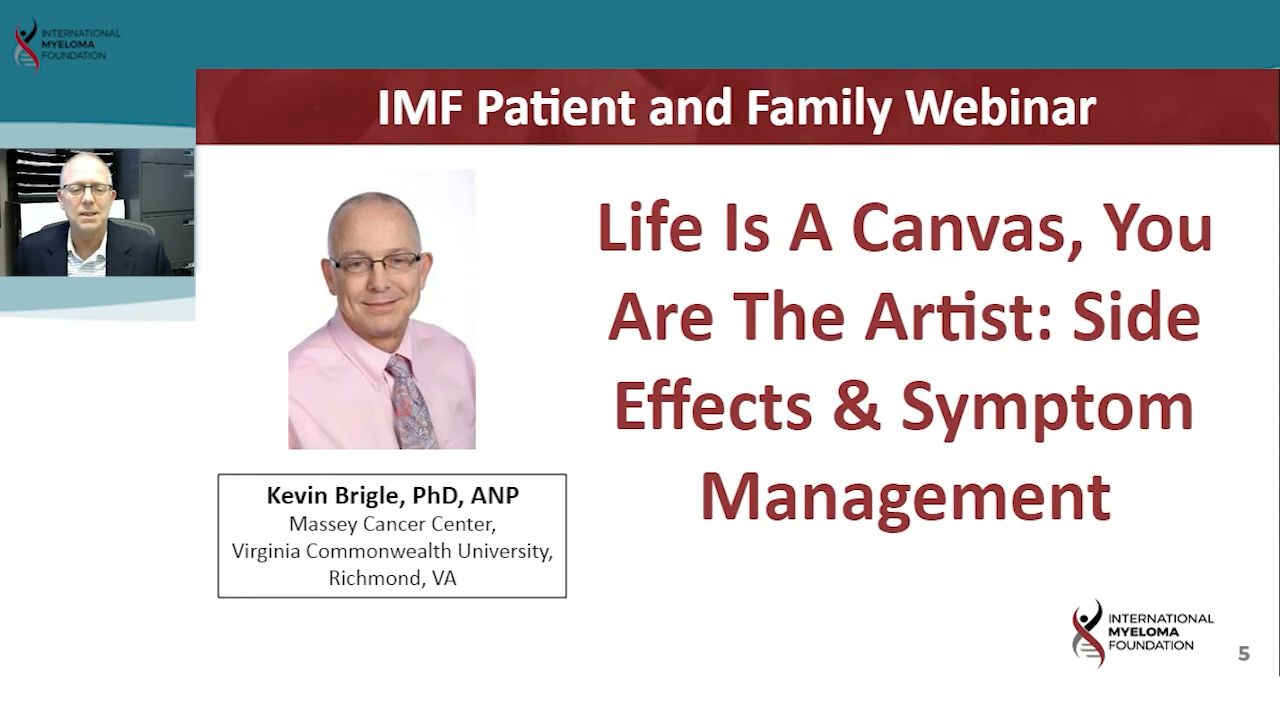 INTERNATIONAL
MYELOMA
FOUNDATION
IMF Patient and Family Webinar
Life Is A Canvas, You
Are The Artist: Side
Effects & Symptom
Management
Kevin Brigle, PhD, ANP
Massey Cancer Center,
Virginia Commonwealth University,
Richmond, VA
INTERNATIONAL
MYELOMA
FOUNDATION
5